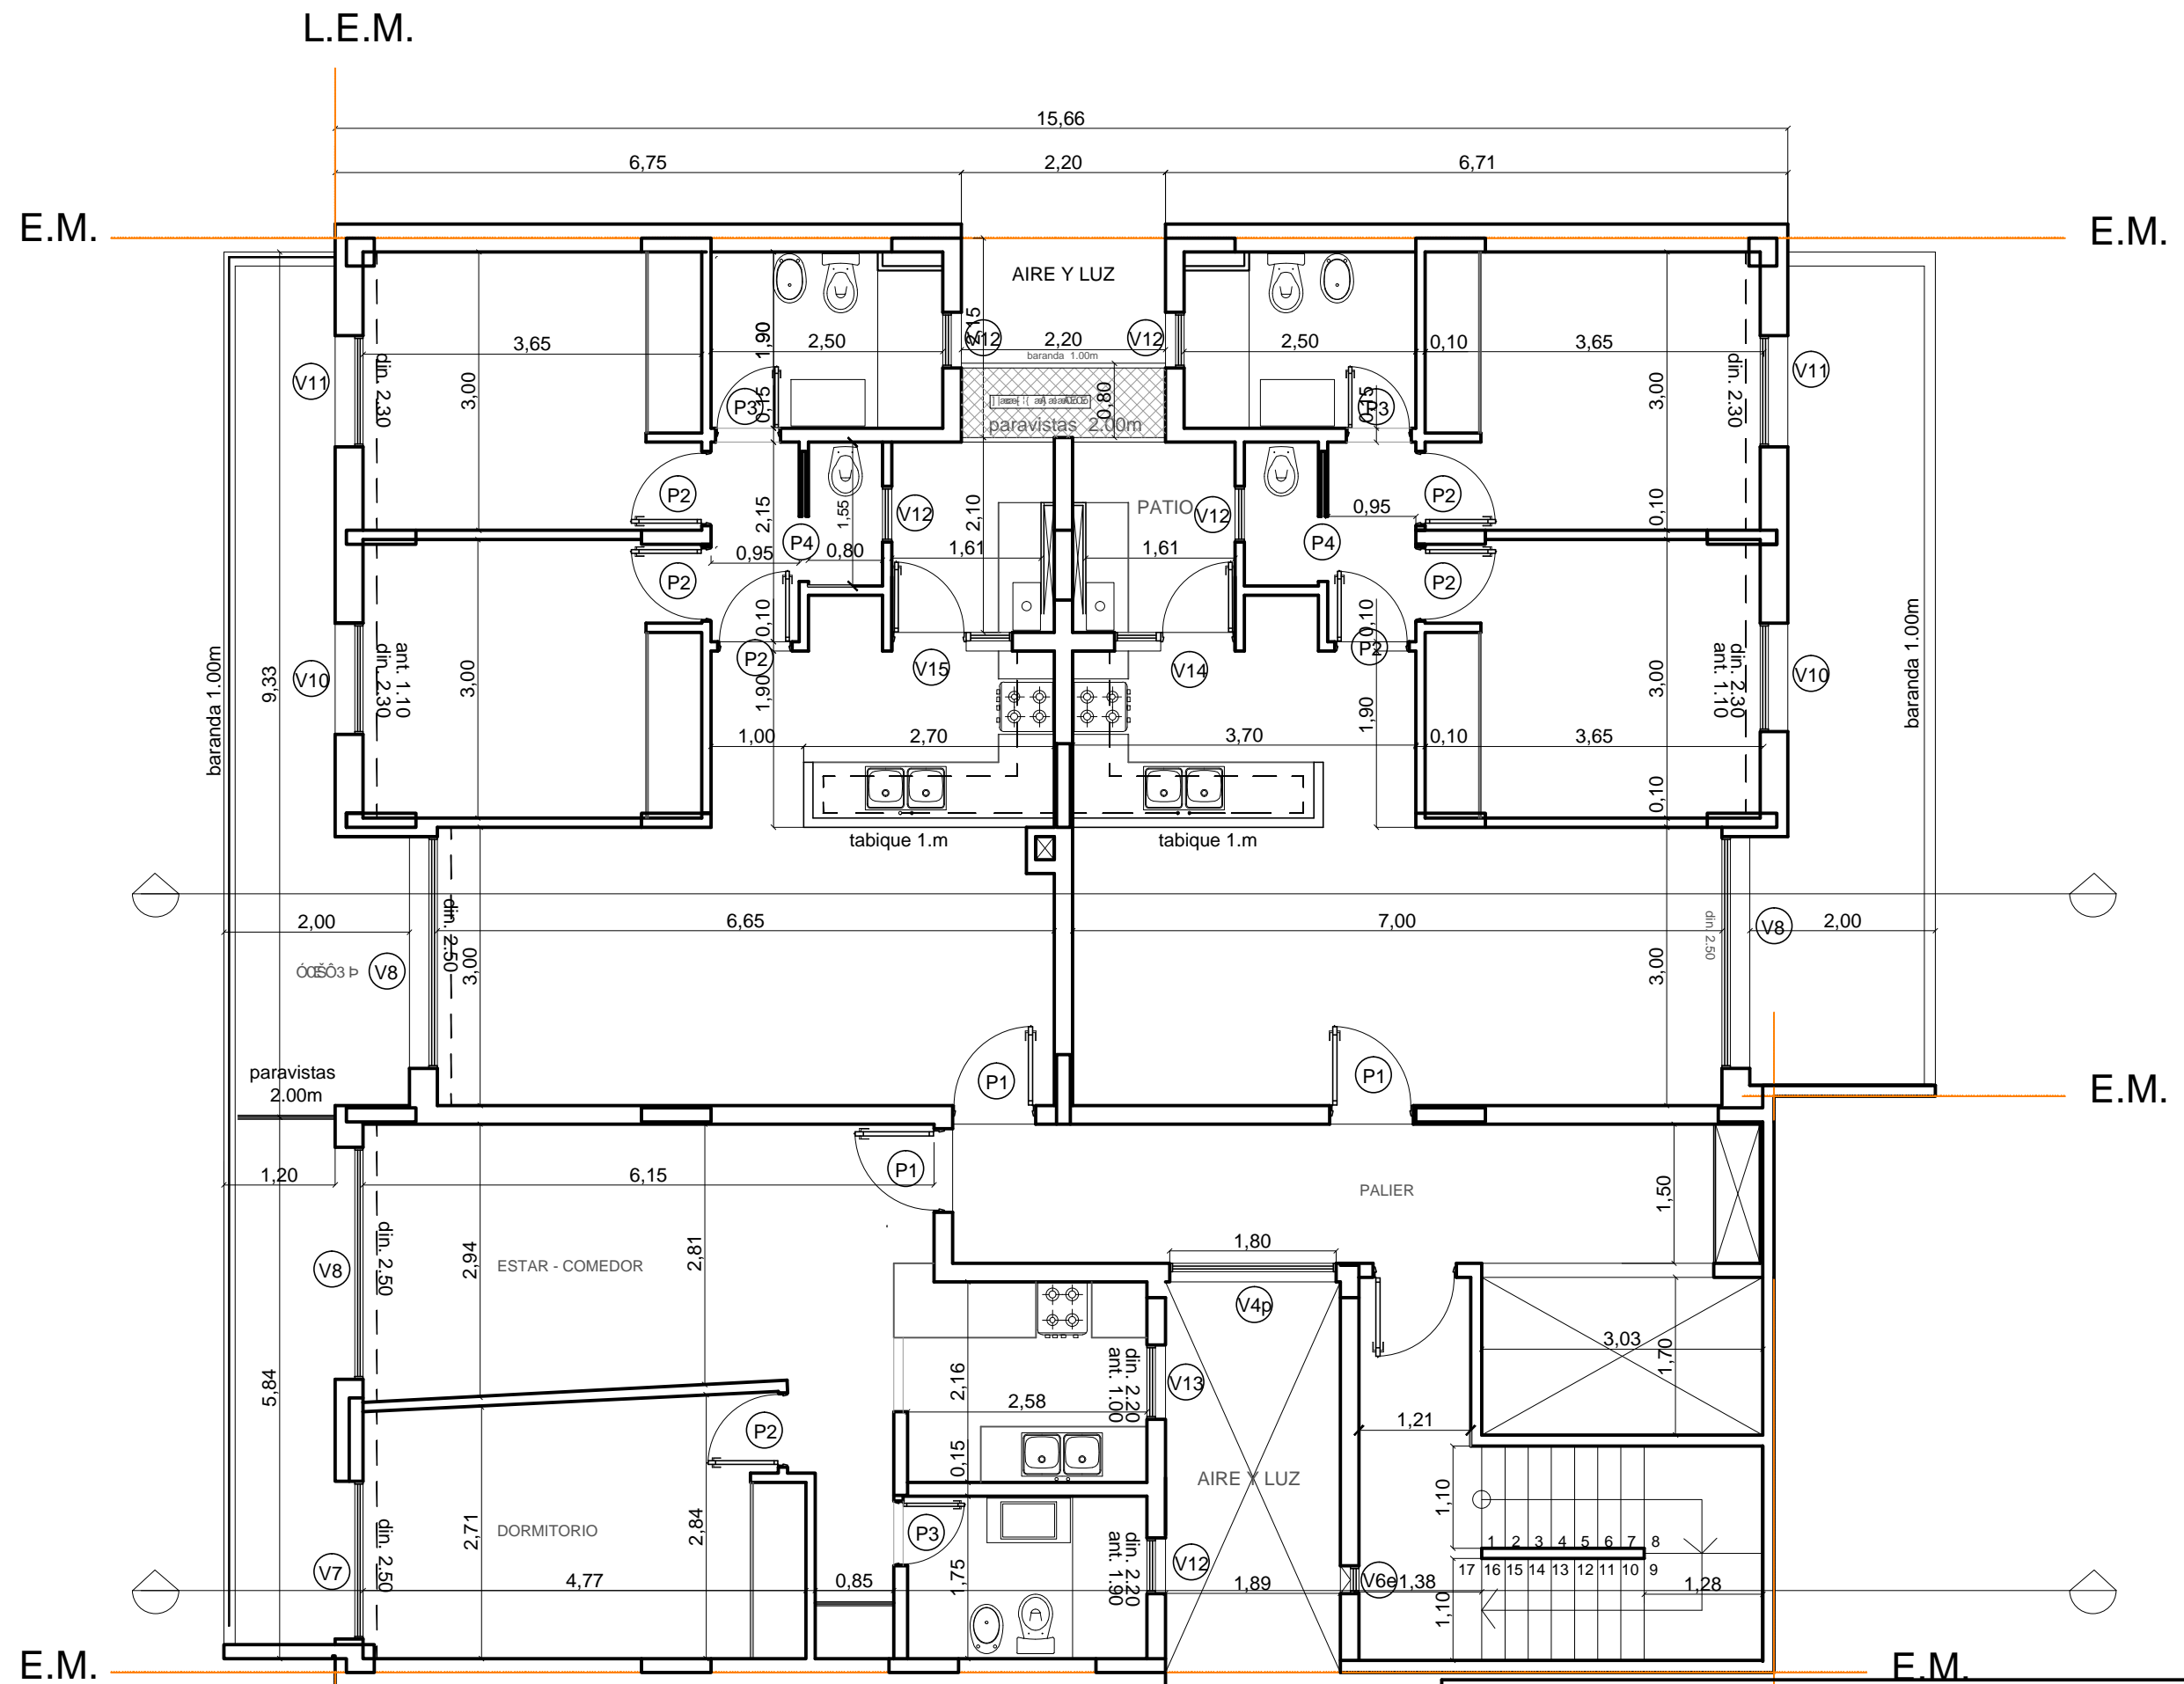 L.E.M.
15,66
6,75
2,20
6,71
E.M.
E.M.
AIRE Y LUZ
V12
2,15
V12
1,90
2,50
2,20
2,50
0,10
3,65
3,65
baranda 1.00m
V11
din. 2.30
3,00
P3
0,15
0,80
paravistas 2.00m
P3
0,15
3,00
din. 2.30
V11
P2
2,15
1,55
V12
2,10
PATIO
V12
0,95
P2
0,10
P4
0,95
0,80
1,61
1,61
P4
P2
P2
baranda 1.00m
9,33
V10
ant. 1.10
din. 2.30
3,00
0,10
P2
1,90
V15
V14
0,10
P2
1,90
3,00
din. 2.30
ant. 1.10
V10
baranda 1.00m
1,00
2,70
3,70
0,10
3,65
0,10
tabique 1.m
tabique 1.m
2,00
din. 2.50
3,00
6,65
7,00
3,00
din. 2.50
V8
2,00
V8
paravistas
2.00m
P1
P1
E.M.
1,20
6,15
P1
PALIER
1,50
V8
din. 2.50
2,94
ESTAR - COMEDOR
2,81
1,80
V4p
5,84
2,16
2,58
din. 2.20
ant. 1.00
V13
3,03
1,70
P2
1,21
0,15
AIRE Y LUZ
1,10
V7
din. 2.50
2,71
DORMITORIO
2,84
P3
1 2 3 4 5 6 7 8
17 16 15 14 13 12 11 10 9
4,77
0,85
1,75
din. 2.20
ant. 1.90
V12
1,89
V6e
1,38
1,10
1,28
E.M.
E.M.